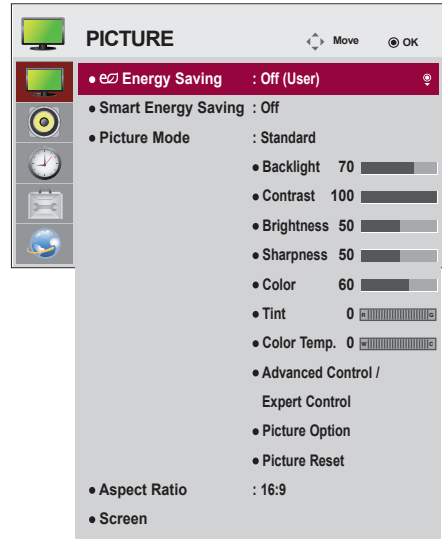 PICTURE Move OK
• e Energy Saving : Off (User)
• Smart Energy Saving : Off
• Picture Mode : Standard
• Backlight 70
• Contrast 100
• Brightness 50
• Sharpness 50
• Color 60
• Tint 0 R G
• Color Temp. 0 W C
• Advanced Control /
Expert Control
• Picture Option
• Picture Reset
• Aspect Ratio : 16:9
• Screen